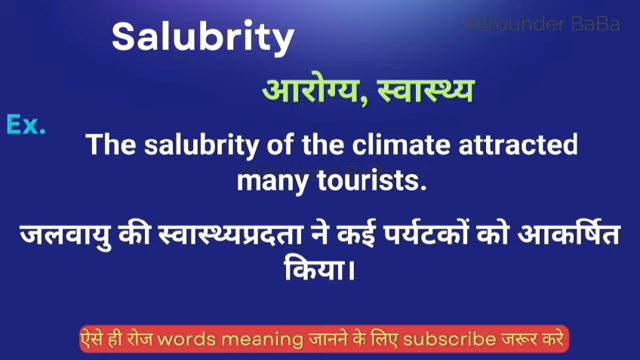 Allrounder BaBa
Salubrity
आरोग्य, स्वास्थ्य
Ex.
The salubrity of the climate attracted
many tourists.
जलवायु की स्वास्थ्यप्रदता ने कई पर्यटकों को आकर्षित
किया।
ऐसे ही रोज words meaning जानने के लिए subscribe जरूर करे